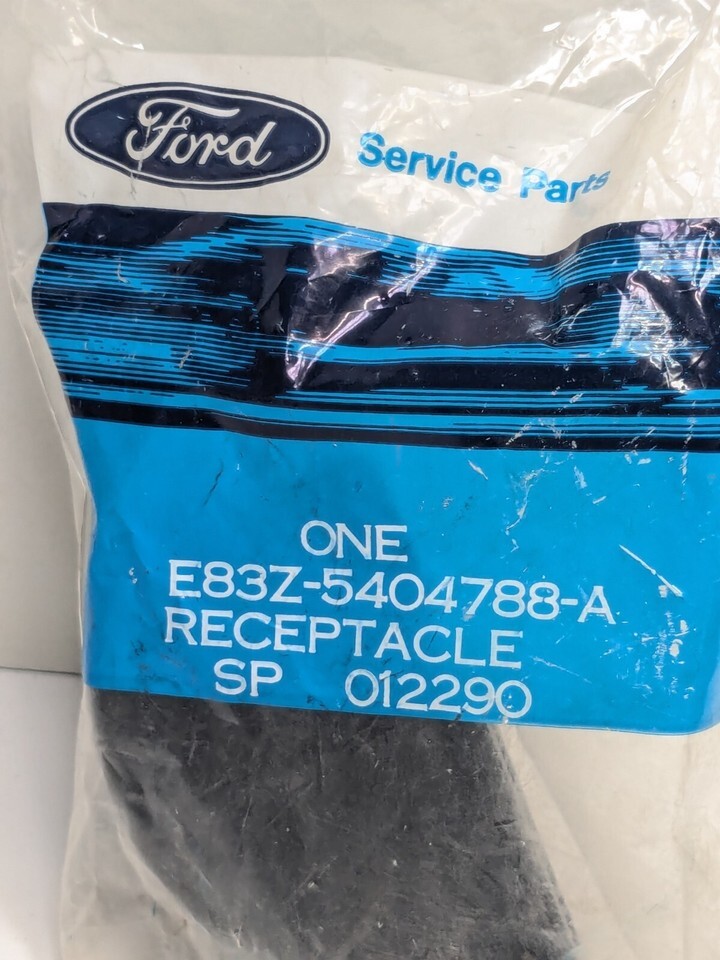 Ford
Service Parts
ONE
E83Z-5404788-A
RECEPTACLE
SP 012290